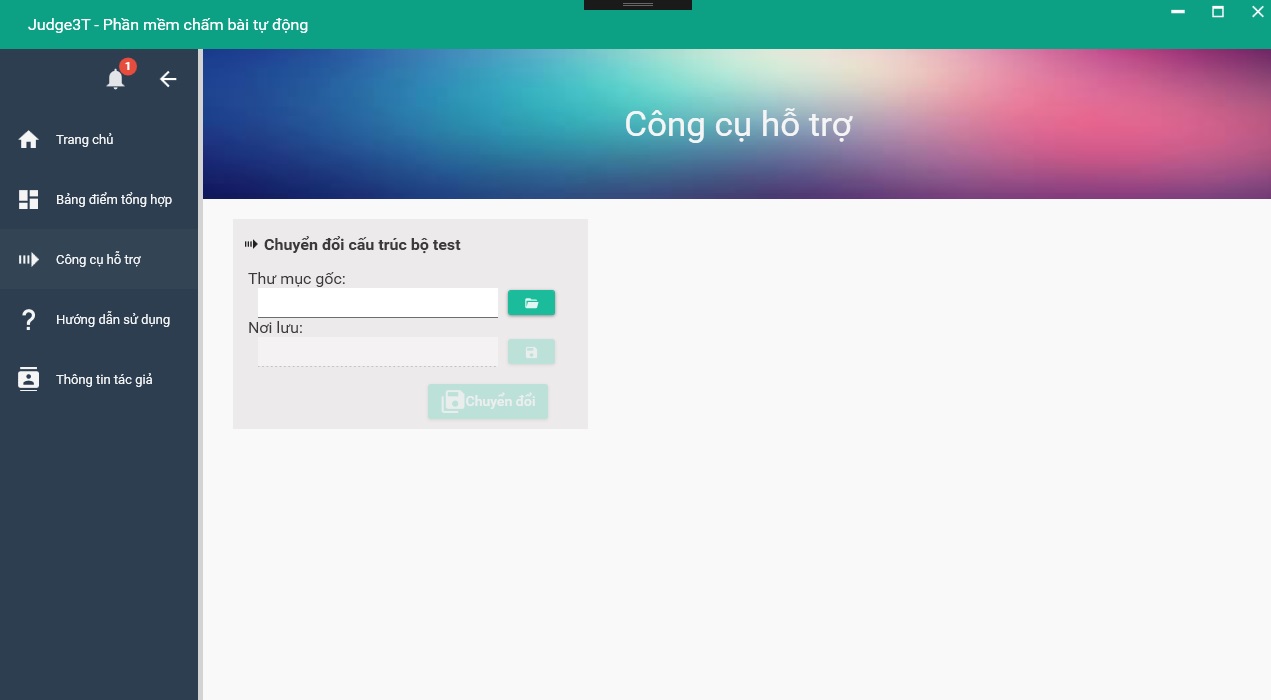 Judge3T - Phần mềm chấm bài tự động
1
Trang chủ
Bảng điểm tổng hợp
Công cụ hỗ trợ
Hướng dẫn sử dụng
Thông tin tác giả
Công cụ hỗ trợ
Chuyển đổi cấu trúc bộ test
Thư mục gốc:
Nơi lưu:
Chuyển đổi